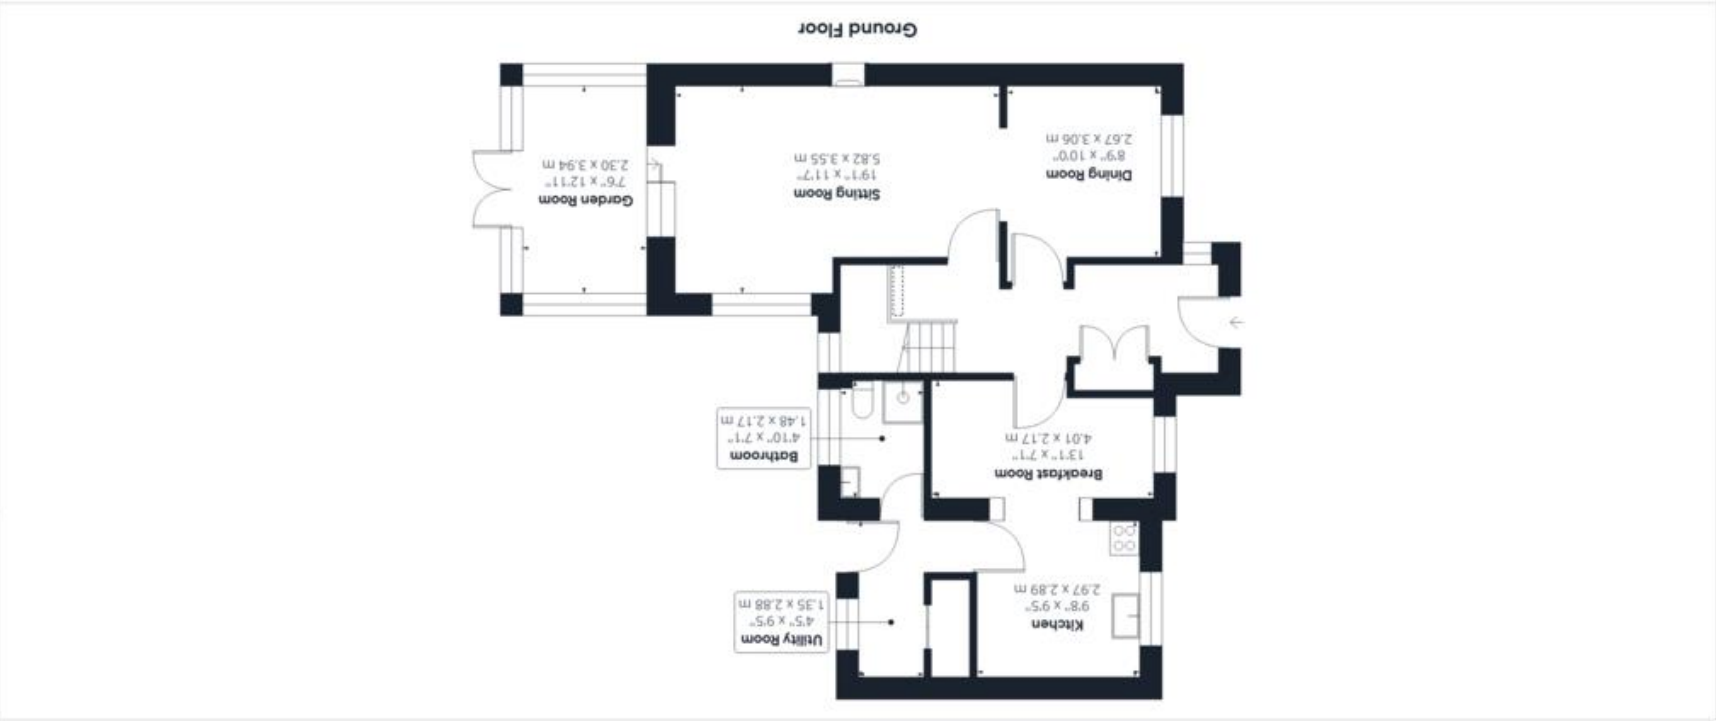 Kitchen
9'8" x 9'5"
2.97 x 2.89 m
Utility Room
4'5" x 9'5"
1.35 x 2.88 m
Breakfast Room
13'1" x 7'1"
4.01 x 2.17 m
Bathroom
4'10" x 7'1"
1.48 x 2.17 m
Dining Room
8'9" x 10'0"
2.67 x 3.06 m
Sitting Room
19'1" x 11'7"
5.82 x 3.55 m
Garden Room
7'6" x 12'11"
2.30 x 3.94 m
Ground Floor